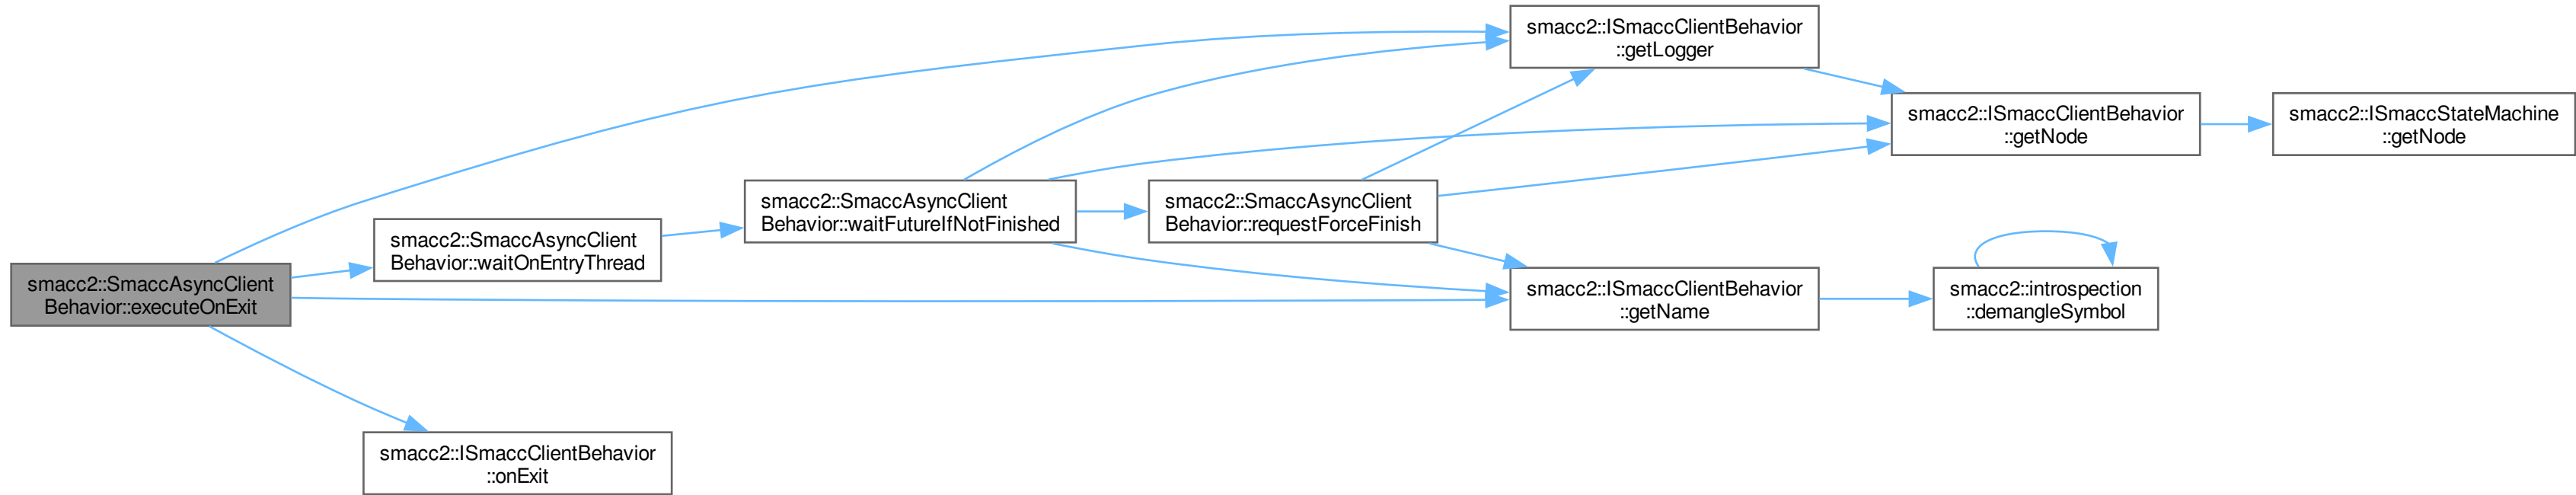 smacc2::SmaccAsyncClient
Behavior::executeOnExit
smacc2::SmaccAsyncClient
Behavior::waitOnEntryThread
smacc2::SmaccAsyncClient
Behavior::waitFutureIfNotFinished
smacc2::SmaccAsyncClient
Behavior::requestForceFinish
smacc2::ISmaccClientBehavior
::getLogger
smacc2::ISmaccClientBehavior
::getNode
smacc2::ISmaccStateMachine
::getNode
smacc2::ISmaccClientBehavior
::getName
smacc2::introspection
::demangleSymbol
smacc2::ISmaccClientBehavior
::onExit